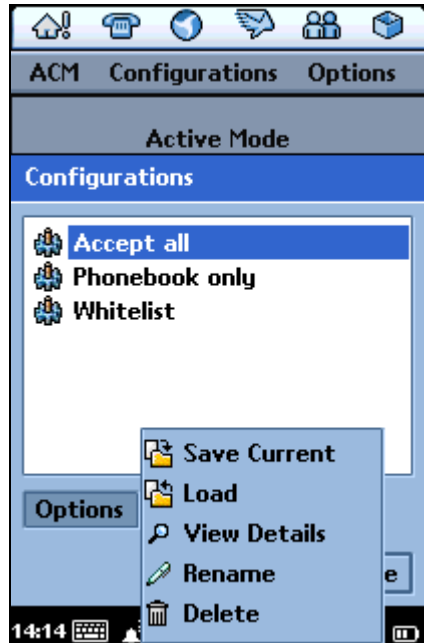 ACM Configurations Options
Active Mode
Configurations
Accept all
Phonebook only
Whitelist
Save Current
Load
Options
View Details
Rename
e
Delete
14:14